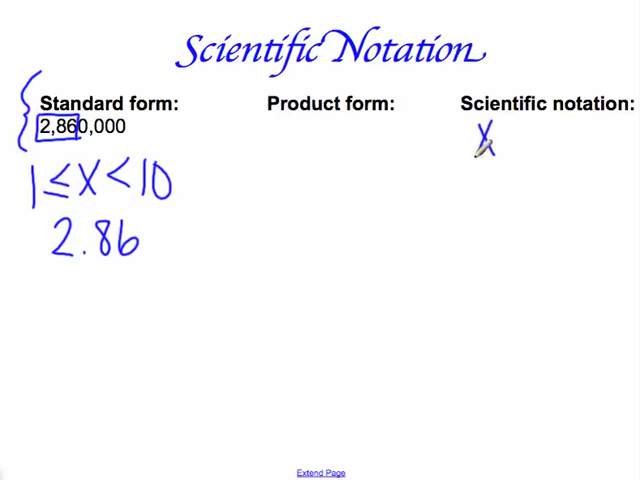 Scientific Notation
Standard form: Product form: Scientific notation:
2,860,000 X
1 ≤ X < 10
2.86
Extend Page